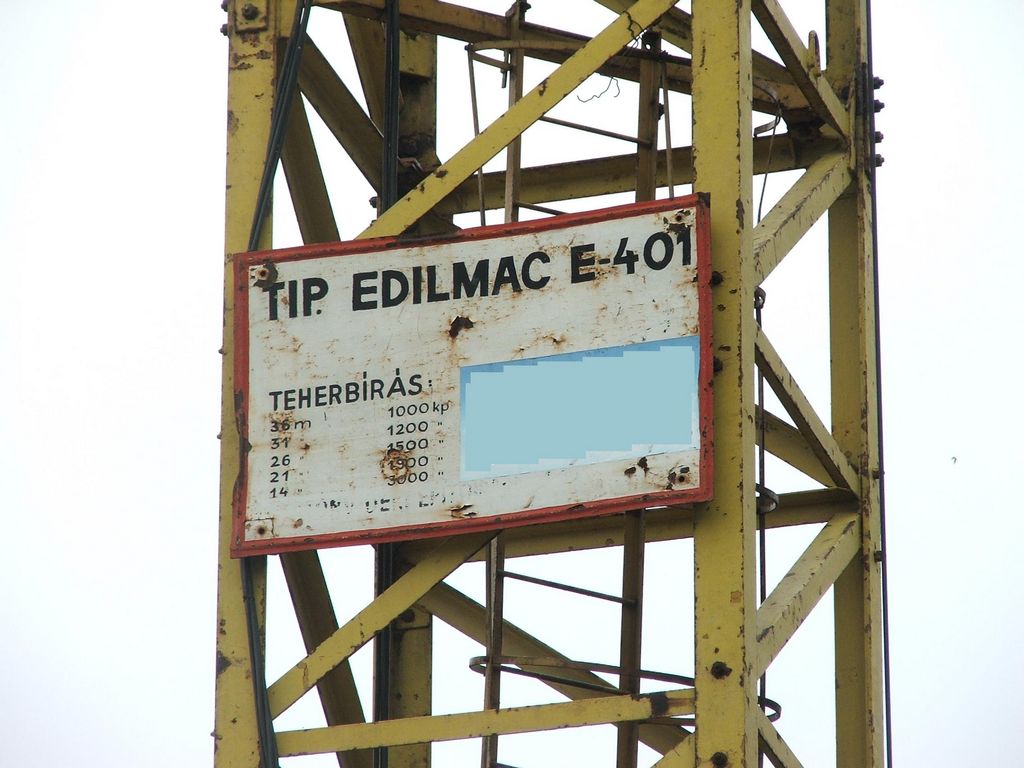 TIP. EDILMAC E-401
TEHERBÍRÁS:
36 m 1000 kp
31 " 1200 "
26 " 1500 "
21 " 1900 "
14 " 3000 "